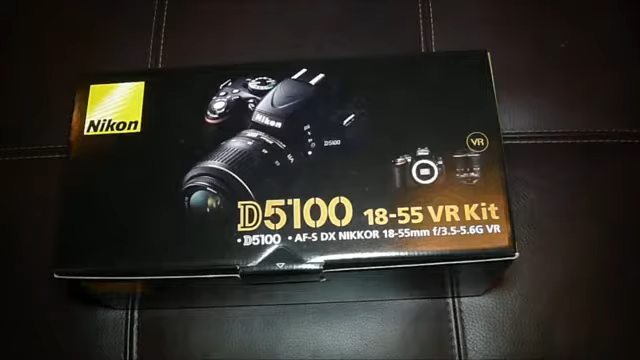 Nikon
Nikon
D5100
VR
D5100 18-55 VR Kit
• D5100 • AF-S DX NIKKOR 18-55mm f/3.5-5.6G VR